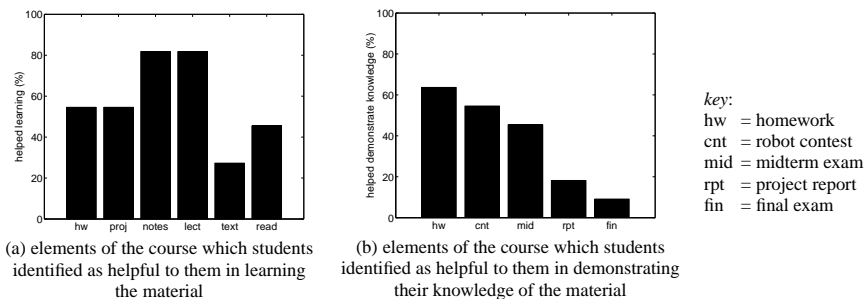 100
80
60
40
20
0
helped learning (%)
hw proj notes lect text read
(a) elements of the course which students
identified as helpful to them in learning
the material
100
80
60
40
20
0
helped demonstrate knowledge (%)
hw cnt mid rpt fin
(b) elements of the course which students
identified as helpful to them in demonstrating
their knowledge of the material
key:
hw = homework
cnt = robot contest
mid = midterm exam
rpt = project report
fin = final exam